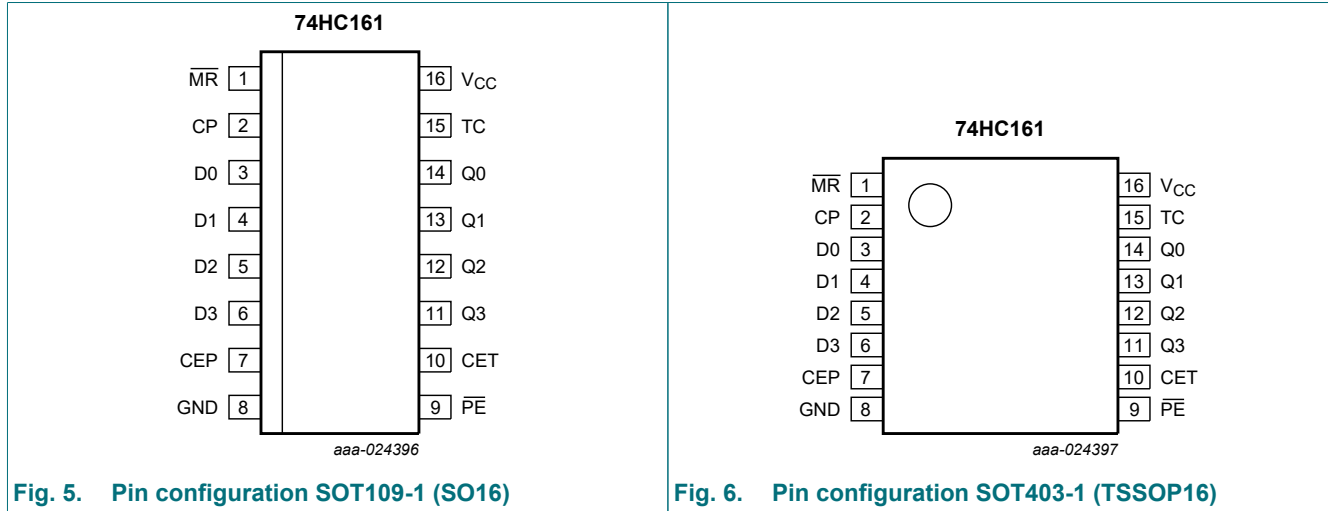 74HC161
M̅R̅ 1 16 VCC
CP 2 15 TC
D0 3 14 Q0
D1 4 13 Q1
D2 5 12 Q2
D3 6 11 Q3
CEP 7 10 CET
GND 8 9 P̅E̅
aaa-024396
Fig. 5. Pin configuration SOT109-1 (SO16)
74HC161
M̅R̅ 1 16 VCC
CP 2 15 TC
D0 3 14 Q0
D1 4 13 Q1
D2 5 12 Q2
D3 6 11 Q3
CEP 7 10 CET
GND 8 9 P̅E̅
aaa-024397
Fig. 6. Pin configuration SOT403-1 (TSSOP16)